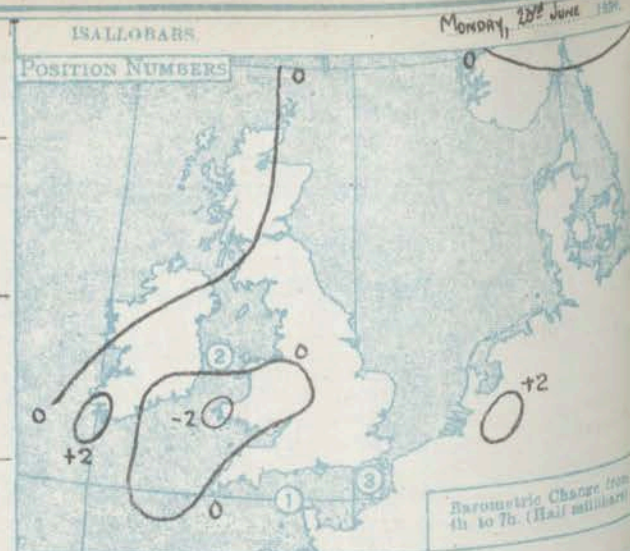 ISALLOBARS.
MONDAY, 28th JUNE
POSITION NUMBERS
0
0
2
0
-2
0
+2
+2
0
1
3
Barometric Change from
4h to 7h. (Half millibars)